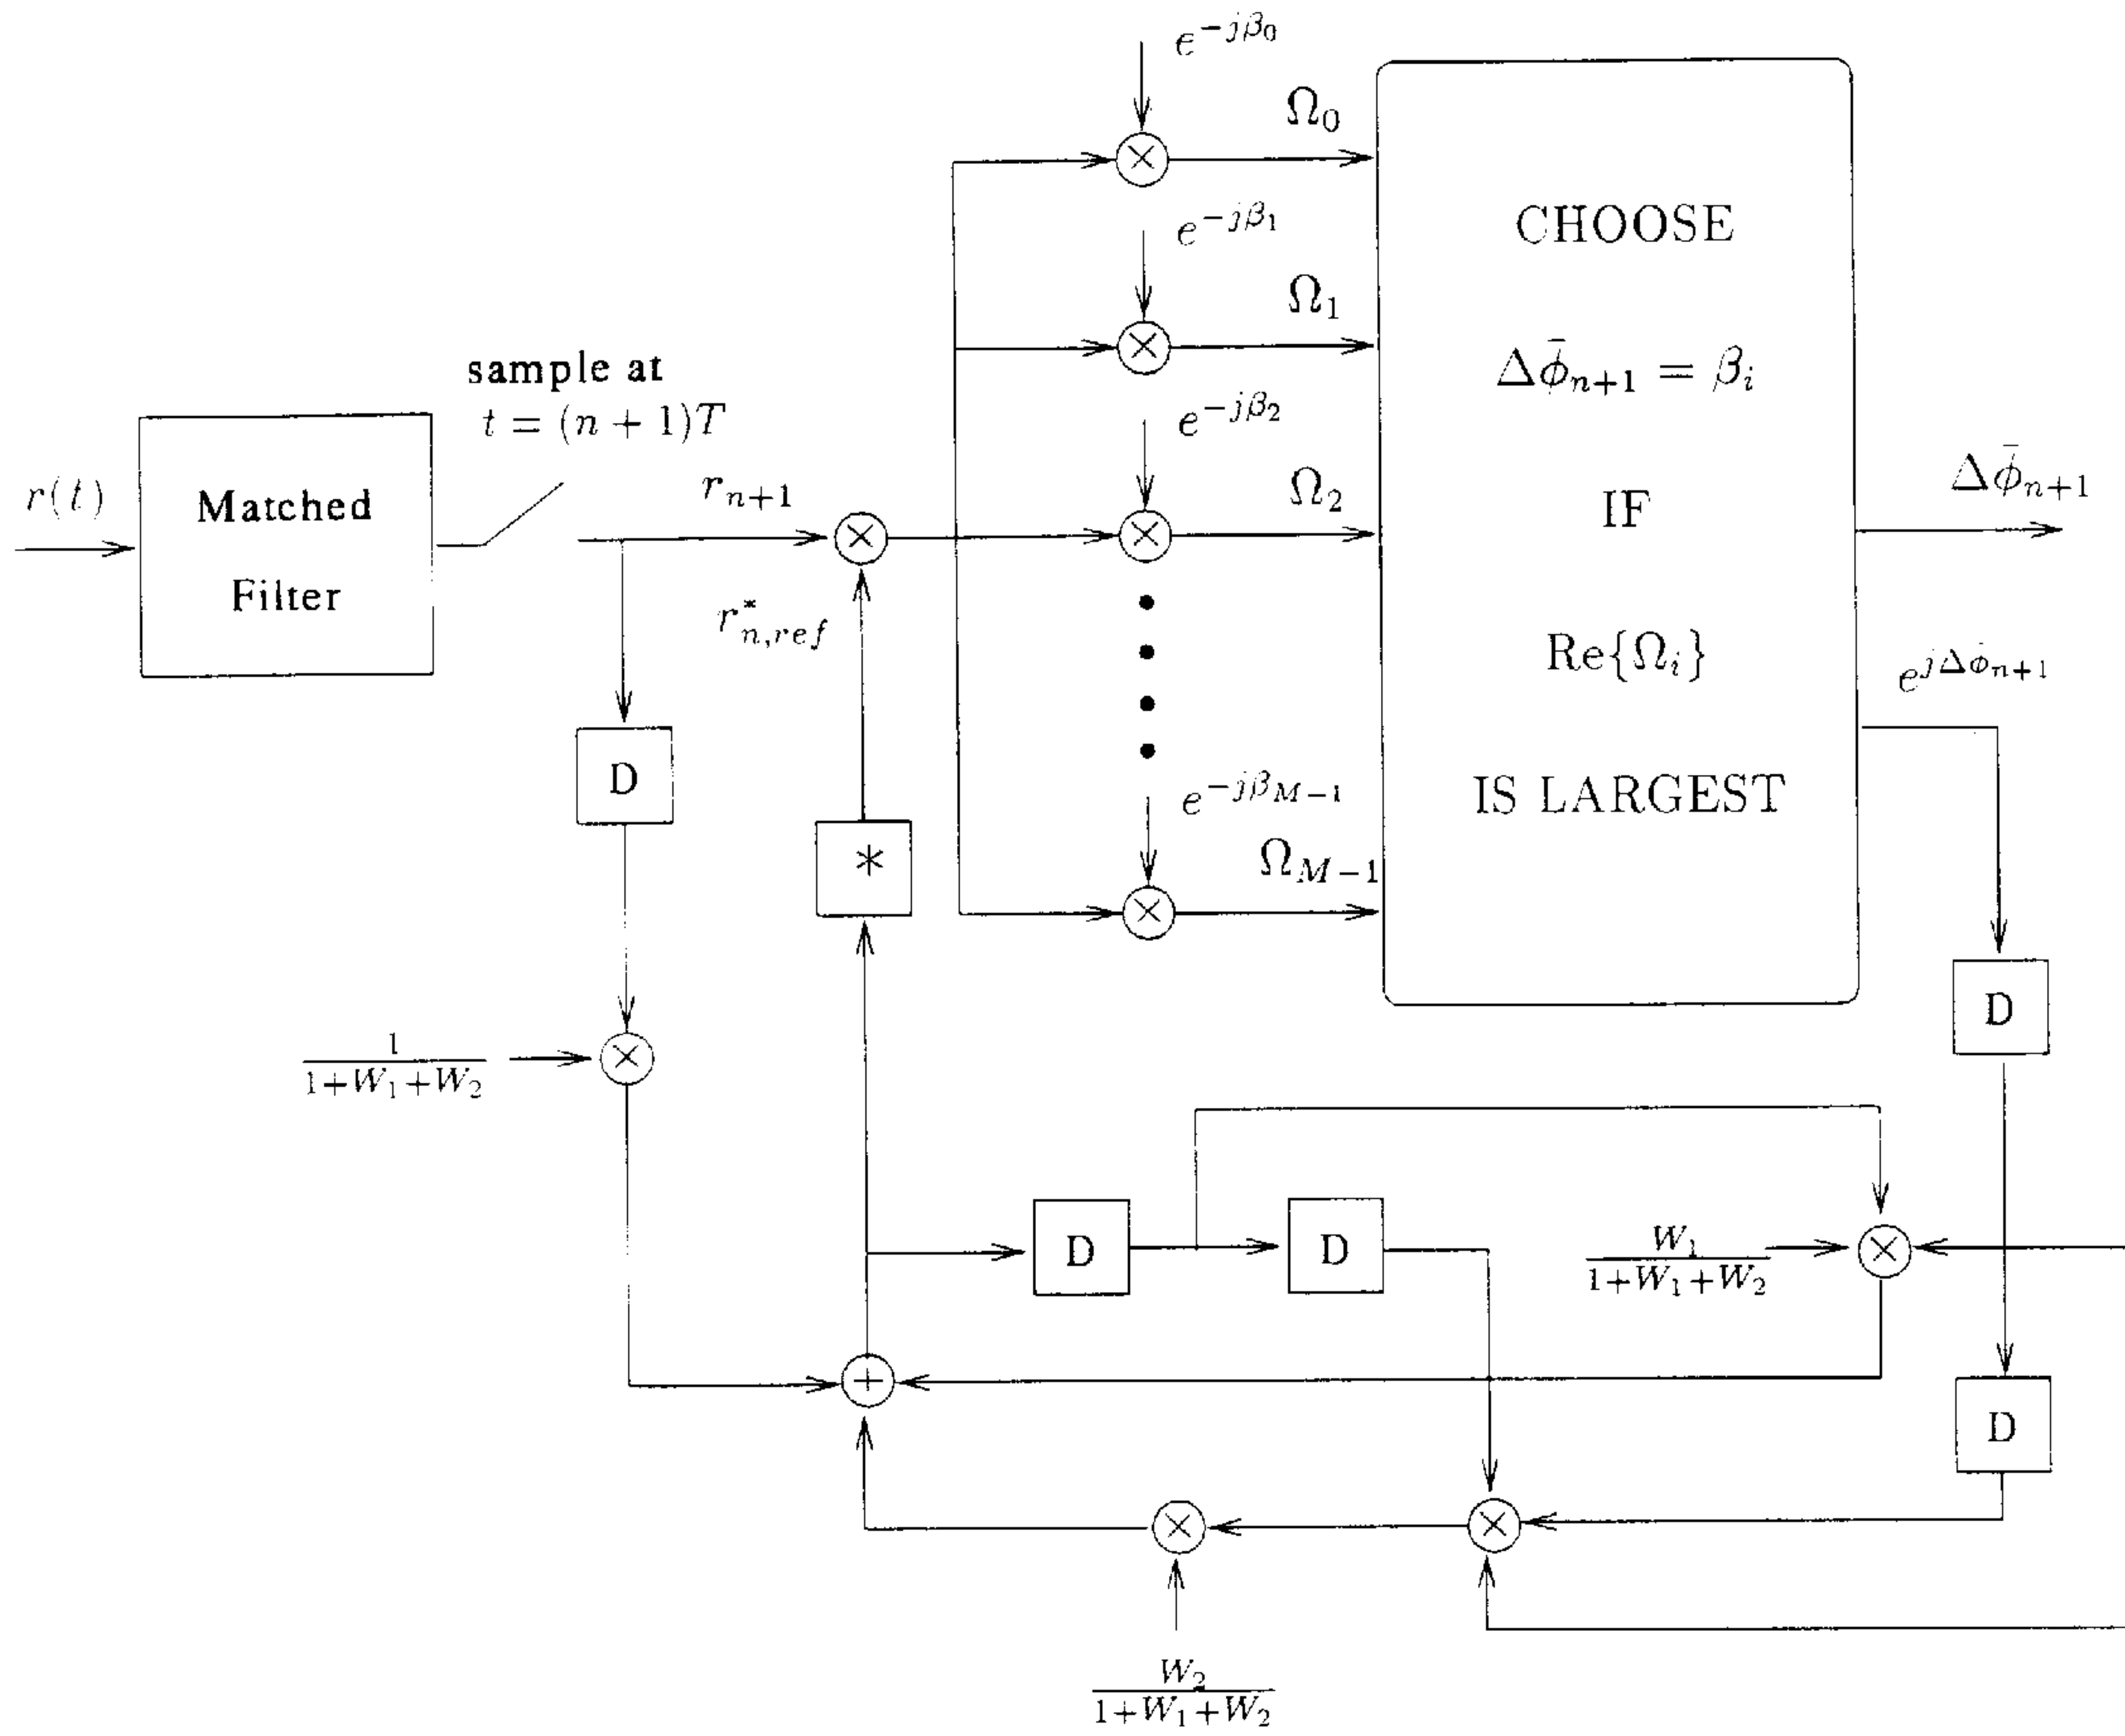 e^{-jβ_0}
Ω_0
CHOOSE
e^{-jβ_1}
Ω_1
Δφ̄_{n+1} = β_i
sample at
t = (n + 1)T
e^{-jβ_2}
r(t)
Matched
Filter
r_{n+1}
Ω_2
IF
Δφ̄_{n+1}
r^*_{n,ref}
Re{Ω_i}
e^{jΔφ̄_{n+1}}
D
*
e^{-jβ_{M-1}}
IS LARGEST
Ω_{M-1}
D
1/(1+W_1+W_2)
D
D
W_1/(1+W_1+W_2)
+
D
W_2/(1+W_1+W_2)